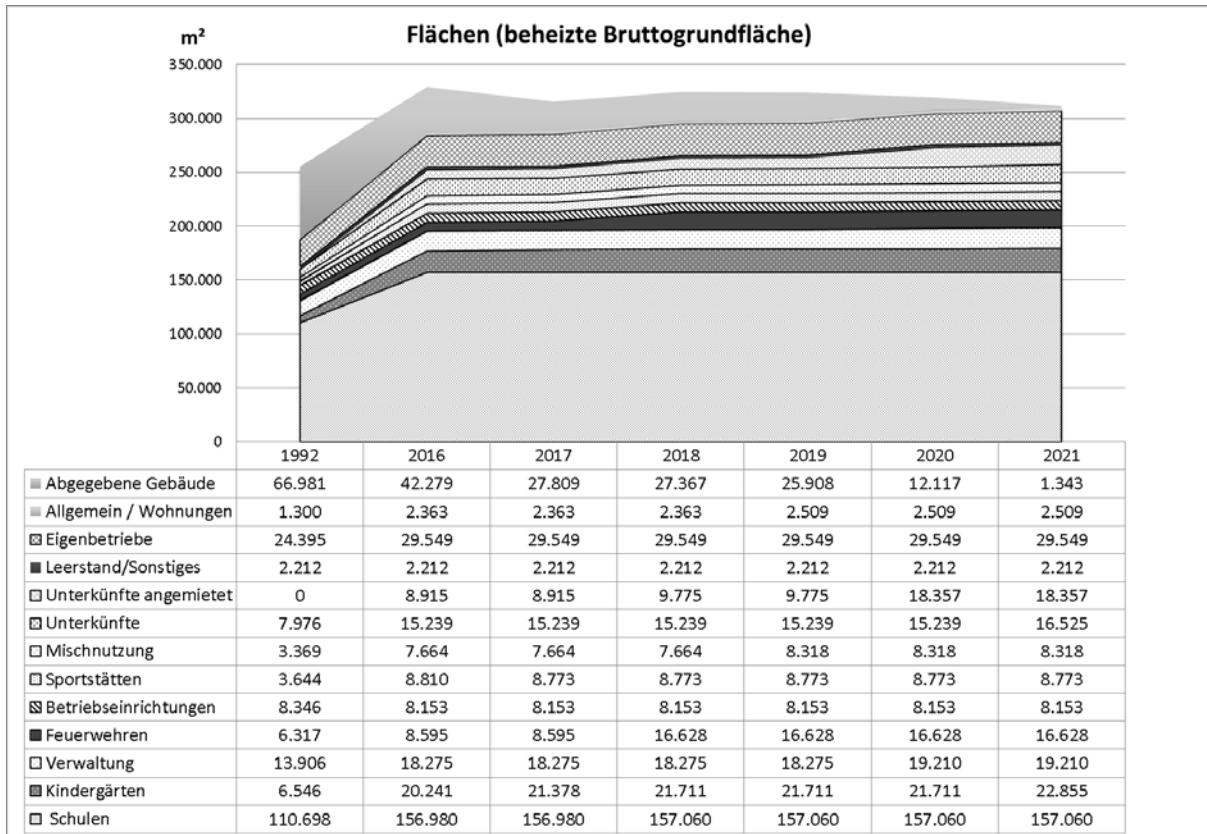 Flächen (beheizte Bruttogrundfläche)
m²
350.000
300.000
250.000
200.000
150.000
100.000
50.000
0
1992 2016 2017 2018 2019 2020 2021
Abgegebene Gebäude 66.981 42.279 27.809 27.367 25.908 12.117 1.343
Allgemein / Wohnungen 1.300 2.363 2.363 2.363 2.509 2.509 2.509
Eigenbetriebe 24.395 29.549 29.549 29.549 29.549 29.549 29.549
Leerstand/Sonstiges 2.212 2.212 2.212 2.212 2.212 2.212 2.212
Unterkünfte angemietet 0 8.915 8.915 9.775 9.775 18.357 18.357
Unterkünfte 7.976 15.239 15.239 15.239 15.239 15.239 16.525
Mischnutzung 3.369 7.664 7.664 7.664 8.318 8.318 8.318
Sportstätten 3.644 8.810 8.773 8.773 8.773 8.773 8.773
Betriebseinrichtungen 8.346 8.153 8.153 8.153 8.153 8.153 8.153
Feuerwehren 6.317 8.595 8.595 16.628 16.628 16.628 16.628
Verwaltung 13.906 18.275 18.275 18.275 18.275 19.210 19.210
Kindergärten 6.546 20.241 21.378 21.711 21.711 21.711 22.855
Schulen 110.698 156.980 156.980 157.060 157.060 157.060 157.060